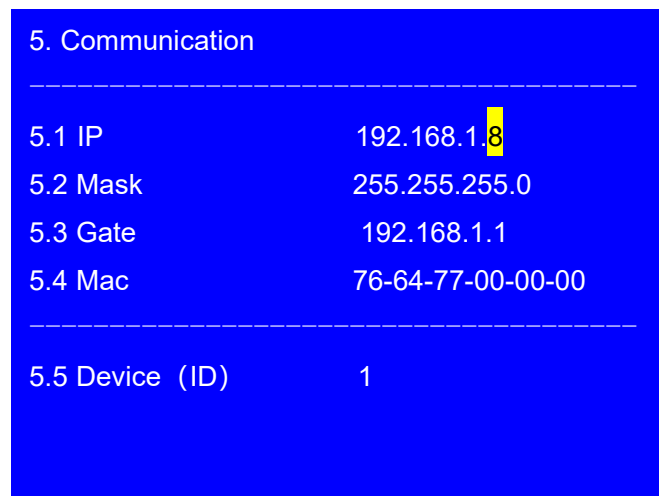 5. Communication
5.1 IP 192.168.1.8
5.2 Mask 255.255.255.0
5.3 Gate 192.168.1.1
5.4 Mac 76-64-77-00-00-00
5.5 Device（ID） 1